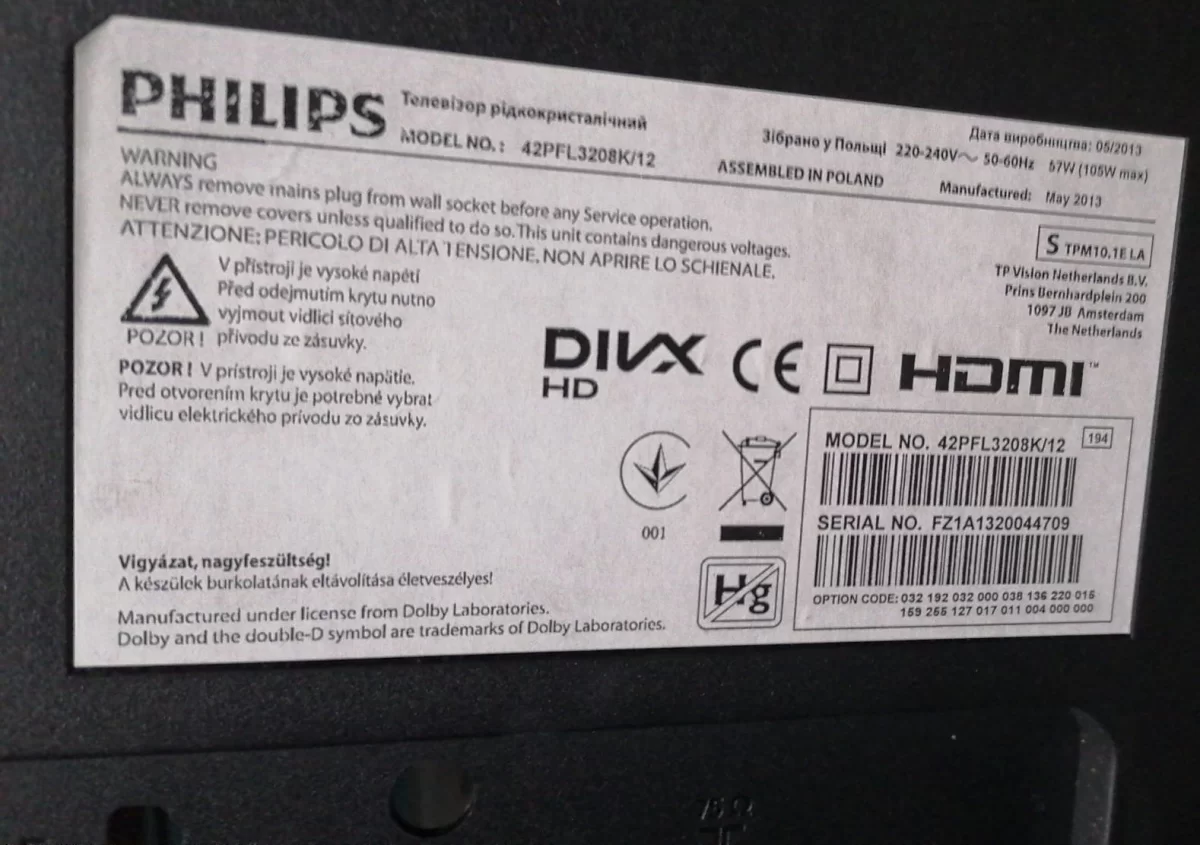 PHILIPS
Телевізор рідкокристалічний
MODEL NO.: 42PFL3208K/12
Зібрано у Польщі
ASSEMBLED IN POLAND
Дата виробництва: 05/2013
220-240V~ 50-60Hz 57W (105W max)
Manufactured: May 2013
WARNING
ALWAYS remove mains plug from wall socket before any Service operation.
NEVER remove covers unless qualified to do so. This unit contains dangerous voltages.
ATTENZIONE: PERICOLO DI ALTA TENSIONE. NON APRIRE LO SCHIENALE.
S TPM10.1E LA
TP Vision Netherlands B.V.
Prins Bernhardplein 200
1097 JB Amsterdam
The Netherlands
V přístroji je vysoké napětí
Před odejmutím krytu nutno
vyjmout vidlici síťového
POZOR! přívodu ze zásuvky.
POZOR! V prístroji je vysoké napätie.
Pred otvorením krytu je potrebné vybrat
vidlicu elektrického prívodu zo zásuvky.
DIVX
HD
CE
HDMI™
001
Hg
MODEL NO. 42PFL3208K/12
194
SERIAL NO. FZ1A1320044709
OPTION CODE: 032 192 032 000 038 136 220 015
159 255 127 017 011 004 000 000
Vigyázat, nagyfeszültség!
A készülék burkolatának eltávolítása életveszélyes!
Manufactured under license from Dolby Laboratories.
Dolby and the double-D symbol are trademarks of Dolby Laboratories.
75 Ω